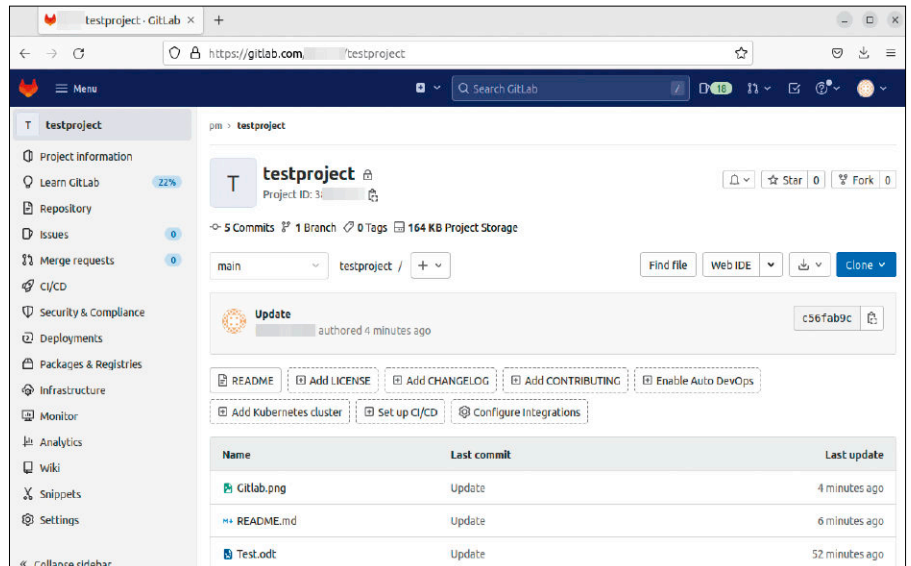 testproject · GitLab ×
+
https://gitlab.com/ /testproject
Menu
Search GitLab
/
18
T testproject
Project information
Learn GitLab 22%
Repository
Issues 0
Merge requests 0
CI/CD
Security & Compliance
Deployments
Packages & Registries
Infrastructure
Monitor
Analytics
Wiki
Snippets
Settings
« Collapse sidebar
pm > testproject
T
testproject
Project ID: 3
Star 0
Fork 0
5 Commits 1 Branch 0 Tags 164 KB Project Storage
main
testproject / +
Find file
Web IDE
Clone
Update
authored 4 minutes ago
c56fab9c
README
Add LICENSE
Add CHANGELOG
Add CONTRIBUTING
Enable Auto DevOps
Add Kubernetes cluster
Set up CI/CD
Configure Integrations
Name Last commit Last update
Gitlab.png Update 4 minutes ago
M+ README.md Update 6 minutes ago
Test.odt Update 52 minutes ago